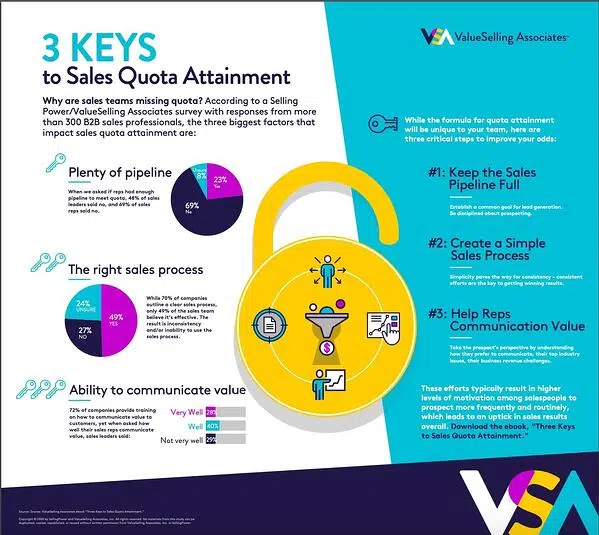 3 KEYS
to Sales Quota Attainment
Why are sales teams missing quota? According to a Selling
Power/ValueSelling Associates survey with responses from more
than 300 B2B sales professionals, the three biggest factors that
impact sales quota attainment are:
Plenty of pipeline
When we asked if reps had enough
pipeline to meet quota, 48% of sales
leaders said no, and 69% of sales
reps said no.
Unsure
8%
23%
Yes
69%
No
The right sales process
24%
UNSURE
49%
YES
27%
NO
While 70% of companies
outline a clear sales process,
only 49% of the sales team
believe it's effective. The
result is inconsistency
and/or inability to use the
sales process.
Ability to communicate value
72% of companies provide training
on how to communicate value to
customers, yet when asked how
well their sales reps communicate
value, sales leaders said:
Very Well 28%
Well 40%
Not very well 29%
$
VSA ValueSelling Associates
While the formula for quota attainment
will be unique to your team, here are
three critical steps to improve your odds:
#1: Keep the Sales
Pipeline Full
Establish a common goal for lead generation.
Be disciplined about prospecting.
#2: Create a Simple
Sales Process
Simplicity paves the way for consistency – consistent
efforts are the key to getting winning results.
#3: Help Reps
Communication Value
Take the prospect's perspective by understanding
how they prefer to communicate, their top industry
issues, their business revenue challenges.
These efforts typically result in higher
levels of motivation among salespeople to
prospect more frequently and routinely,
which leads to an uptick in sales results
overall. Download the ebook, "Three Keys
to Sales Quota Attainment."
Source: Source: ValueSelling Associates ebook "Three Keys to Sales Quota Attainment."
Copyright © 2020 by SellingPower and ValueSelling Associates, Inc. All rights reserved. No materials from this study can be
duplicated, copied, republished, or reused without written permission from ValueSelling Associates, Inc. or SellingPower.
VSA